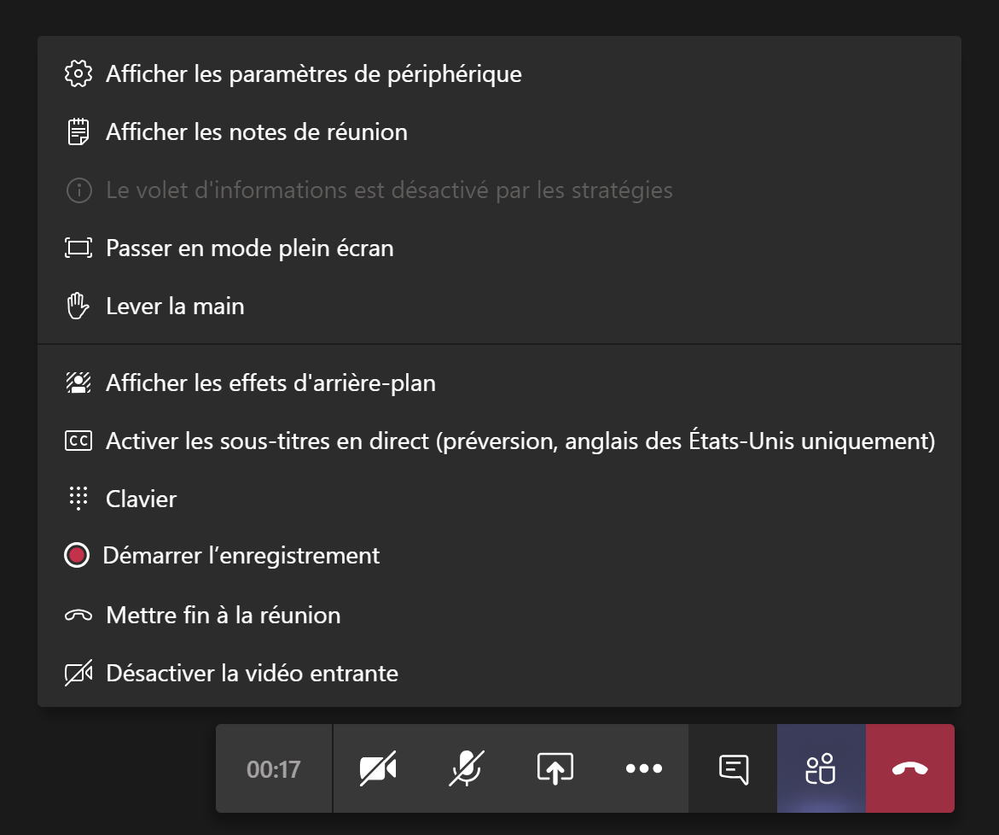 Afficher les paramètres de périphérique
Afficher les notes de réunion
Le volet d'informations est désactivé par les stratégies
Passer en mode plein écran
Lever la main
Afficher les effets d'arrière-plan
CC Activer les sous-titres en direct (préversion, anglais des États-Unis uniquement)
Clavier
Démarrer l’enregistrement
Mettre fin à la réunion
Désactiver la vidéo entrante
00:17